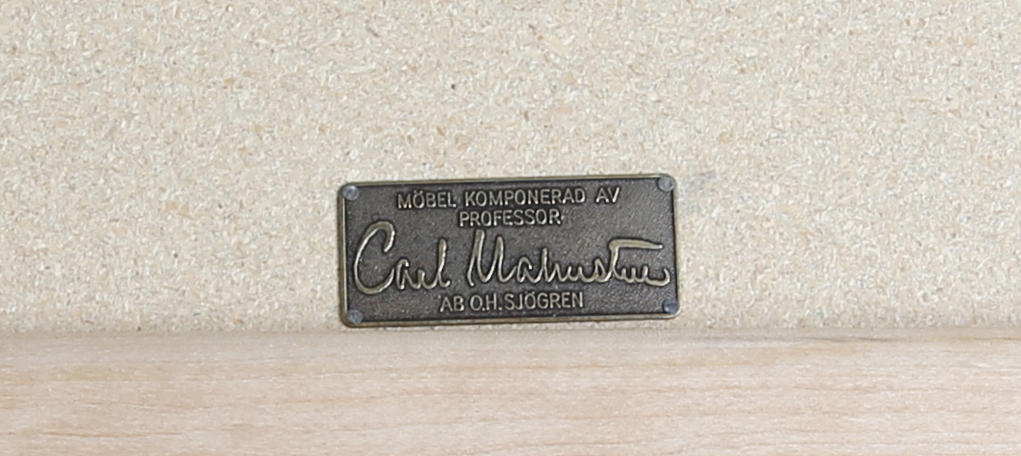 MÖBEL KOMPONERAD AV
PROFESSOR
Carl Malmsten
AB O.H. SJÖGREN